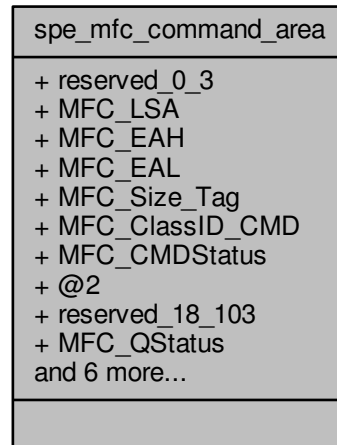 spe_mfc_command_area
+ reserved_0_3
+ MFC_LSA
+ MFC_EAH
+ MFC_EAL
+ MFC_Size_Tag
+ MFC_ClassID_CMD
+ MFC_CMDStatus
+ @2
+ reserved_18_103
+ MFC_QStatus
and 6 more...